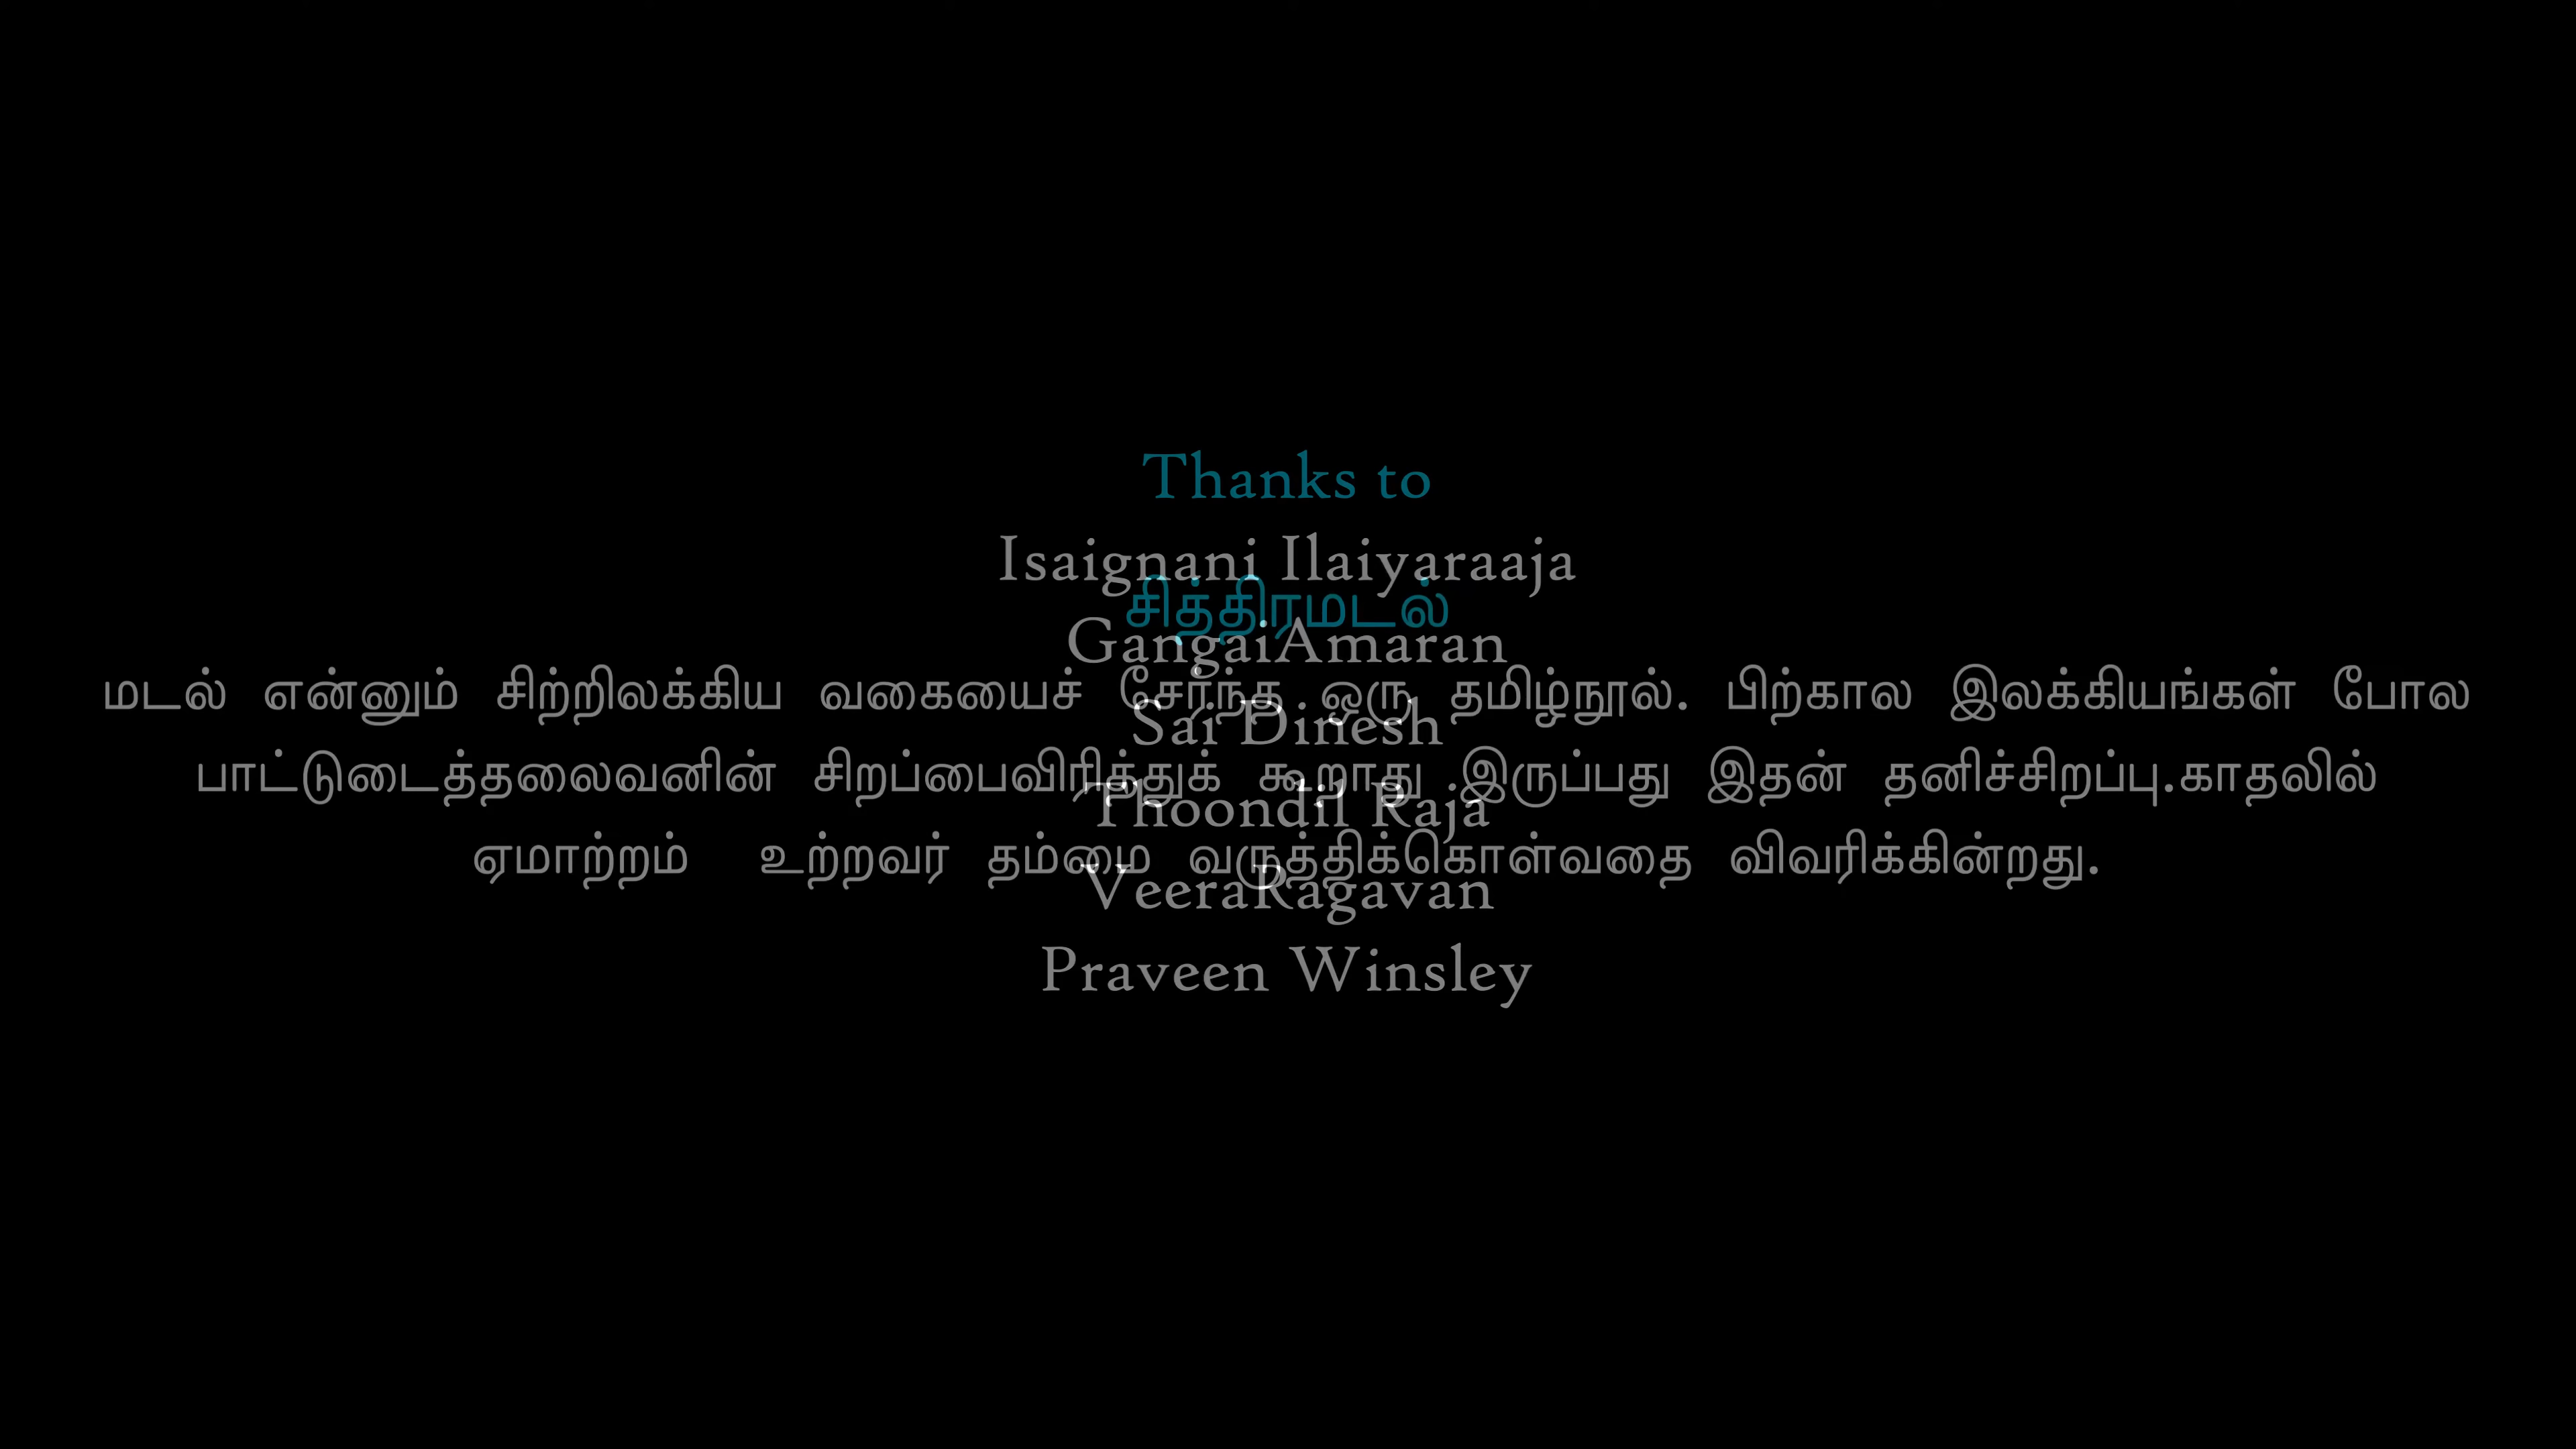 Thanks to
Isaignani Ilaiyaraaja
சித்திரமடல்
GangaiAmaran
மடல் என்னும் சிற்றிலக்கிய வகையைச் சேர்ந்த ஒரு தமிழ்நூல். பிற்கால இலக்கியங்கள் போல
Sai Dinesh
பாட்டுடைத்தலைவனின் சிறப்பைவிரித்துக் கூறாது இருப்பது இதன் தனிச்சிறப்பு.காதலில்
Thoondil Raja
ஏமாற்றம் உற்றவர் தம்மை வருத்திக்கொள்வதை விவரிக்கின்றது.
VeeraRagavan
Praveen Winsley